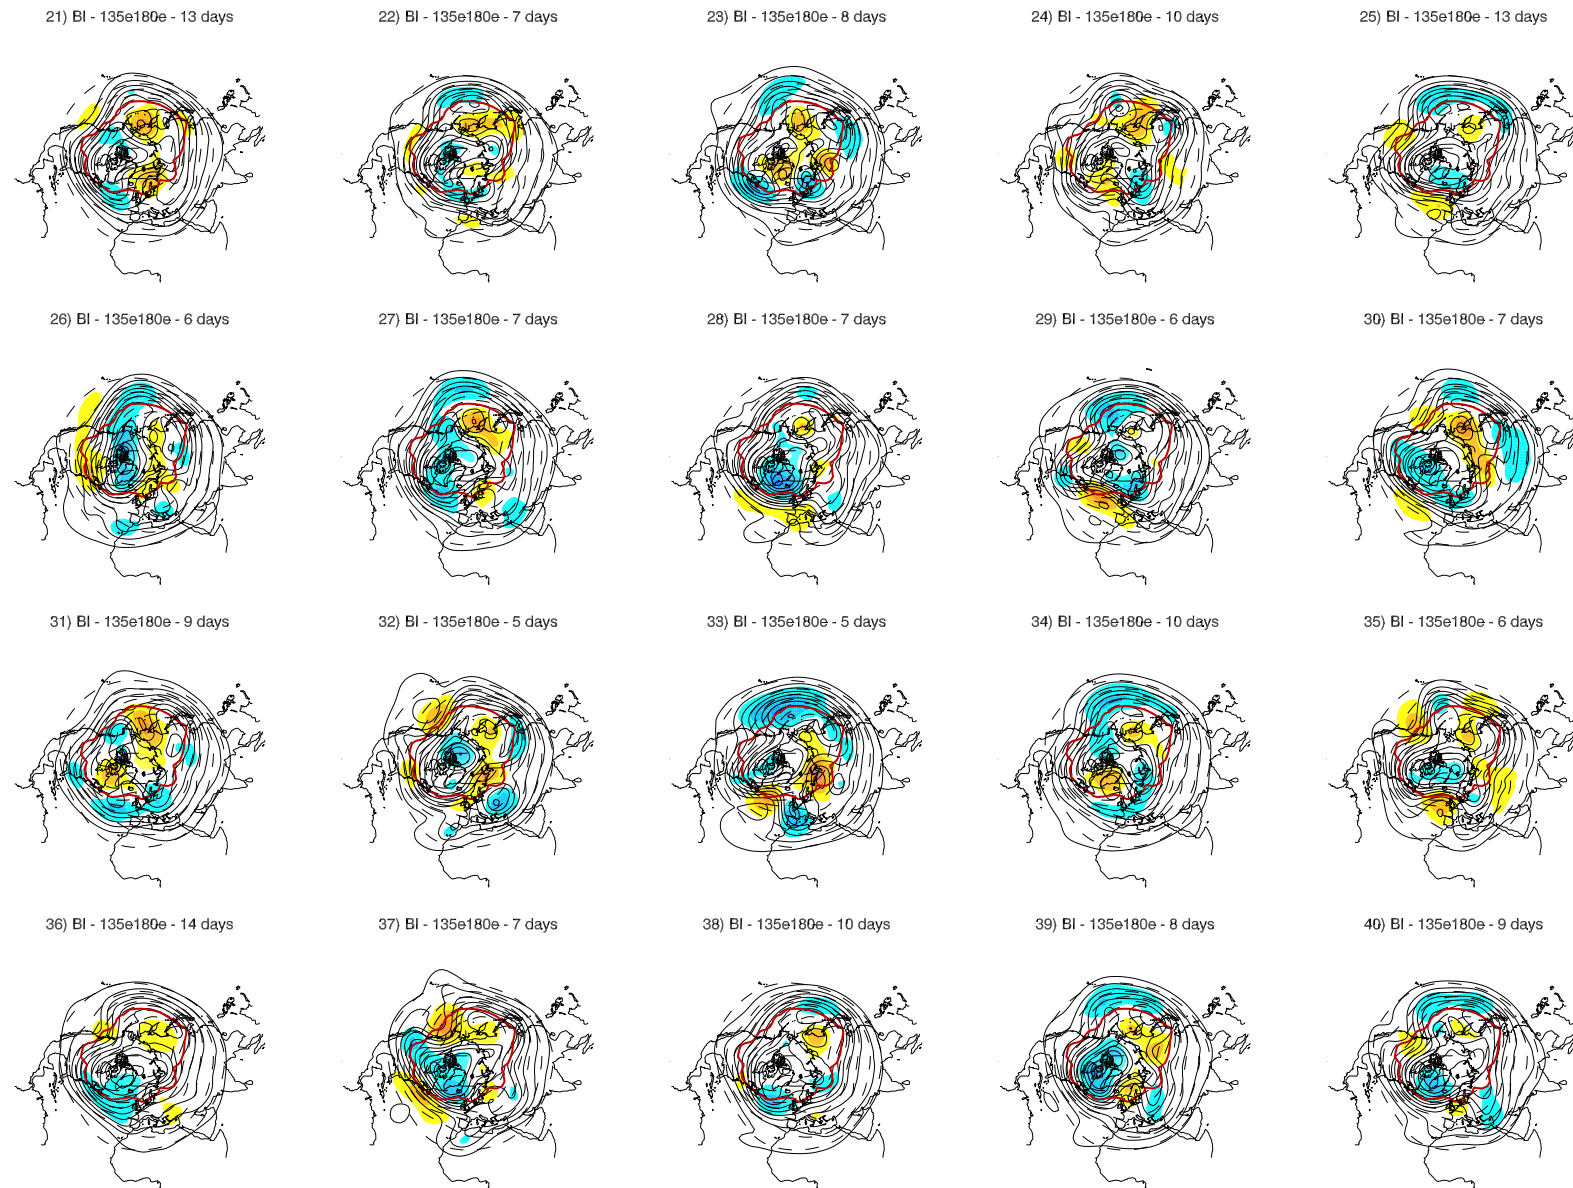 21) BI - 135e180e - 13 days
22) BI - 135e180e - 7 days
23) BI - 135e180e - 8 days
24) BI - 135e180e - 10 days
25) BI - 135e180e - 13 days
26) BI - 135e180e - 6 days
27) BI - 135e180e - 7 days
28) BI - 135e180e - 7 days
29) BI - 135e180e - 6 days
30) BI - 135e180e - 7 days
31) BI - 135e180e - 9 days
32) BI - 135e180e - 5 days
33) BI - 135e180e - 5 days
34) BI - 135e180e - 10 days
35) BI - 135e180e - 6 days
36) BI - 135e180e - 14 days
37) BI - 135e180e - 7 days
38) BI - 135e180e - 10 days
39) BI - 135e180e - 8 days
40) BI - 135e180e - 9 days